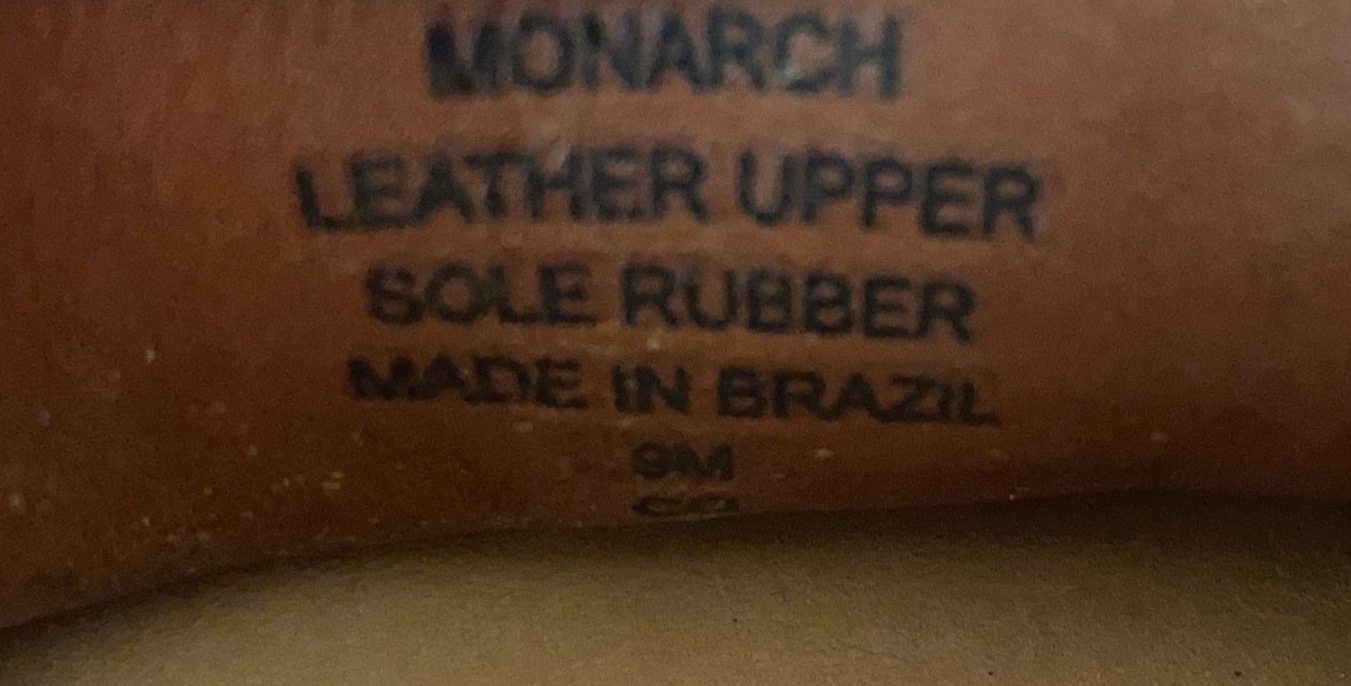 MONARCH
LEATHER UPPER
SOLE RUBBER
MADE IN BRAZIL
9M